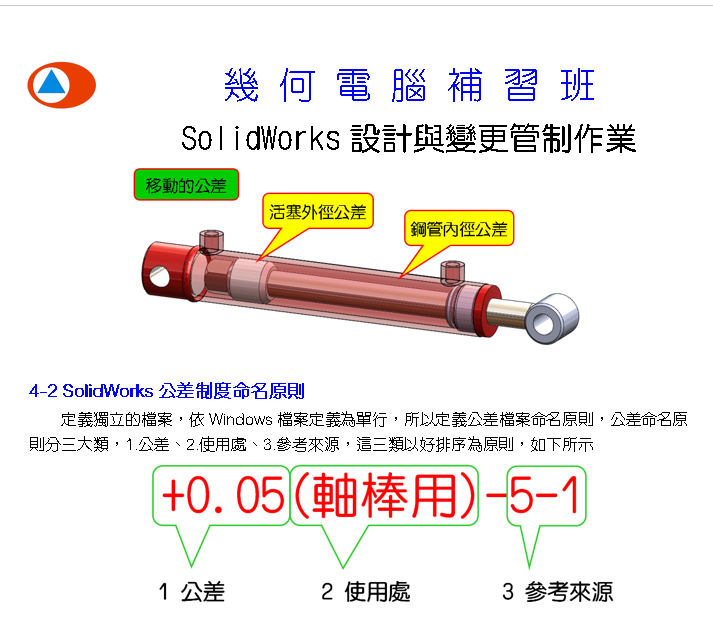 幾何電腦補習班
SolidWorks 設計與變更管制作業
移動的公差
活塞外徑公差
鋼管內徑公差
4-2 SolidWorks 公差制度命名原則
定義獨立的檔案，依 Windows 檔案定義為單行，所以定義公差檔案命名原則，公差命名原
則分三大類，1.公差、2.使用處、3.參考來源，這三類以好排序為原則，如下所示
+0.05(軸棒用)-5-1
1 公差
2 使用處
3 參考來源